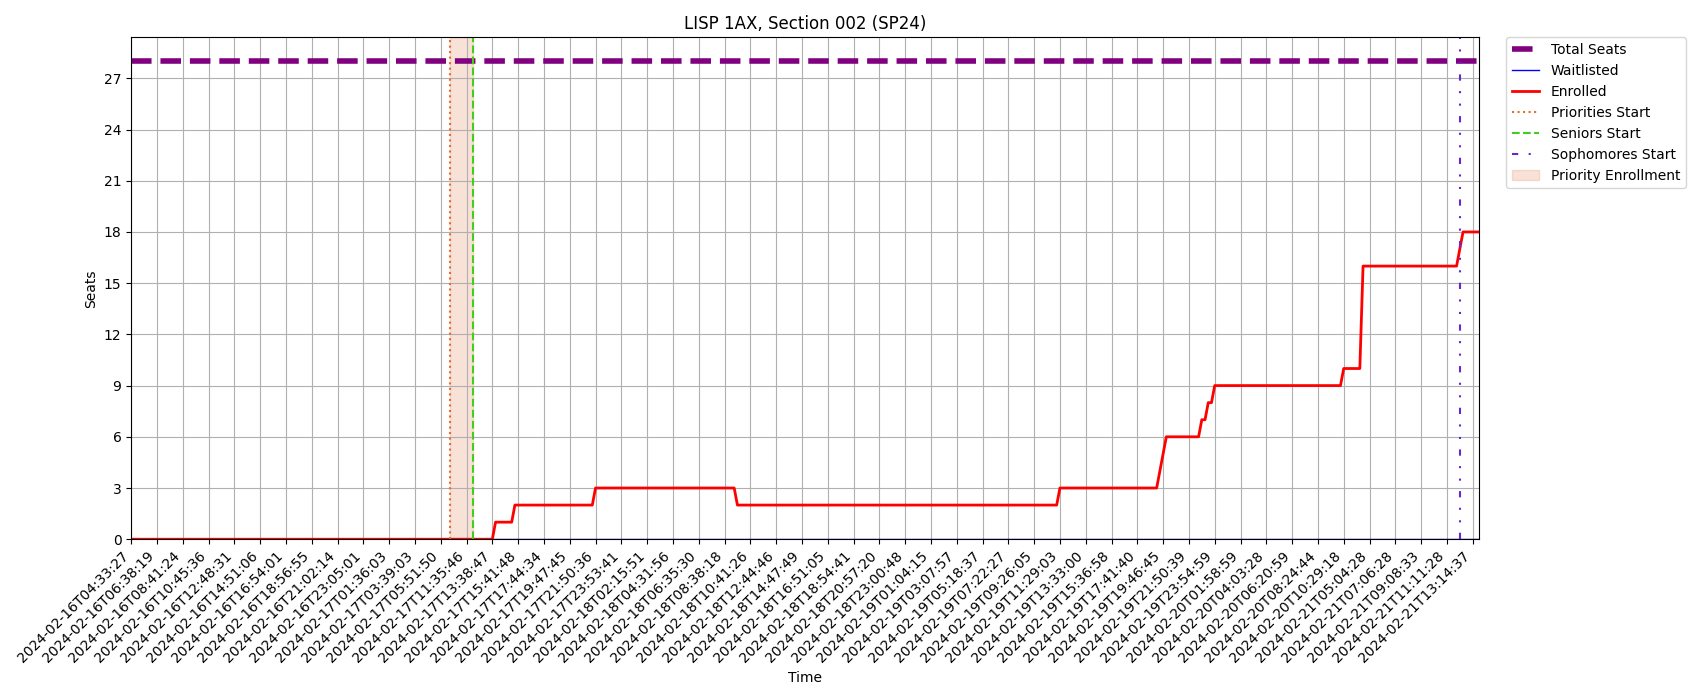 LISP 1AX, Section 002 (SP24)
Total Seats
Waitlisted
Enrolled
Priorities Start
Seniors Start
Sophomores Start
Priority Enrollment
Seats
27
24
21
18
15
12
9
6
3
0
2024-02-16T04:33:27
2024-02-16T06:38:19
2024-02-16T08:41:24
2024-02-16T10:45:36
2024-02-16T12:48:31
2024-02-16T14:51:06
2024-02-16T16:54:01
2024-02-16T18:56:55
2024-02-16T21:02:14
2024-02-16T23:05:01
2024-02-17T01:36:03
2024-02-17T03:39:03
2024-02-17T05:51:50
2024-02-17T11:35:46
2024-02-17T13:38:47
2024-02-17T15:41:48
2024-02-17T17:44:34
2024-02-17T19:47:45
2024-02-17T21:50:36
2024-02-17T23:53:41
2024-02-18T02:15:51
2024-02-18T04:31:56
2024-02-18T06:35:30
2024-02-18T08:38:18
2024-02-18T10:41:26
2024-02-18T12:44:46
2024-02-18T14:47:49
2024-02-18T16:51:05
2024-02-18T18:54:41
2024-02-18T20:57:20
2024-02-18T23:00:48
2024-02-19T01:04:15
2024-02-19T03:07:57
2024-02-19T05:18:37
2024-02-19T07:22:27
2024-02-19T09:26:05
2024-02-19T11:29:03
2024-02-19T13:33:00
2024-02-19T15:36:58
2024-02-19T17:41:40
2024-02-19T19:46:45
2024-02-19T21:50:39
2024-02-19T23:54:59
2024-02-20T01:58:59
2024-02-20T04:03:28
2024-02-20T06:20:59
2024-02-20T08:24:44
2024-02-20T10:29:18
2024-02-21T05:04:28
2024-02-21T07:06:28
2024-02-21T09:08:33
2024-02-21T11:11:28
2024-02-21T13:14:37
Time